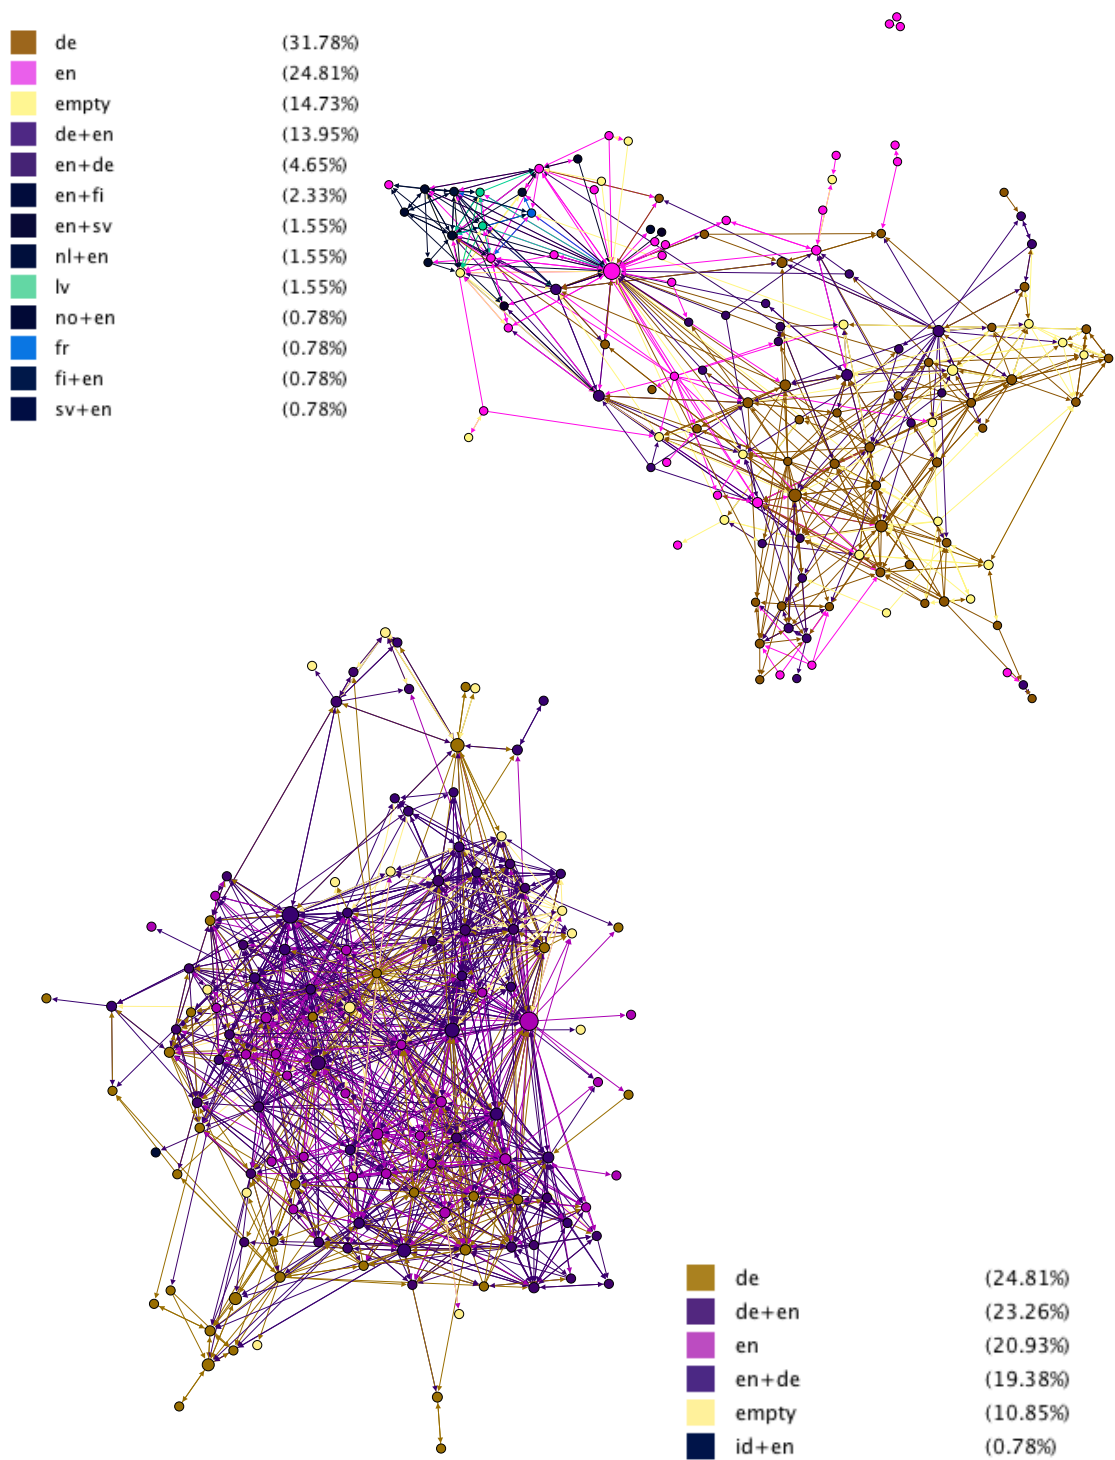 de (31.78%)
en (24.81%)
empty (14.73%)
de+en (13.95%)
en+de (4.65%)
en+fi (2.33%)
en+sv (1.55%)
nl+en (1.55%)
lv (1.55%)
no+en (0.78%)
fr (0.78%)
fi+en (0.78%)
sv+en (0.78%)
de (24.81%)
de+en (23.26%)
en (20.93%)
en+de (19.38%)
empty (10.85%)
id+en (0.78%)